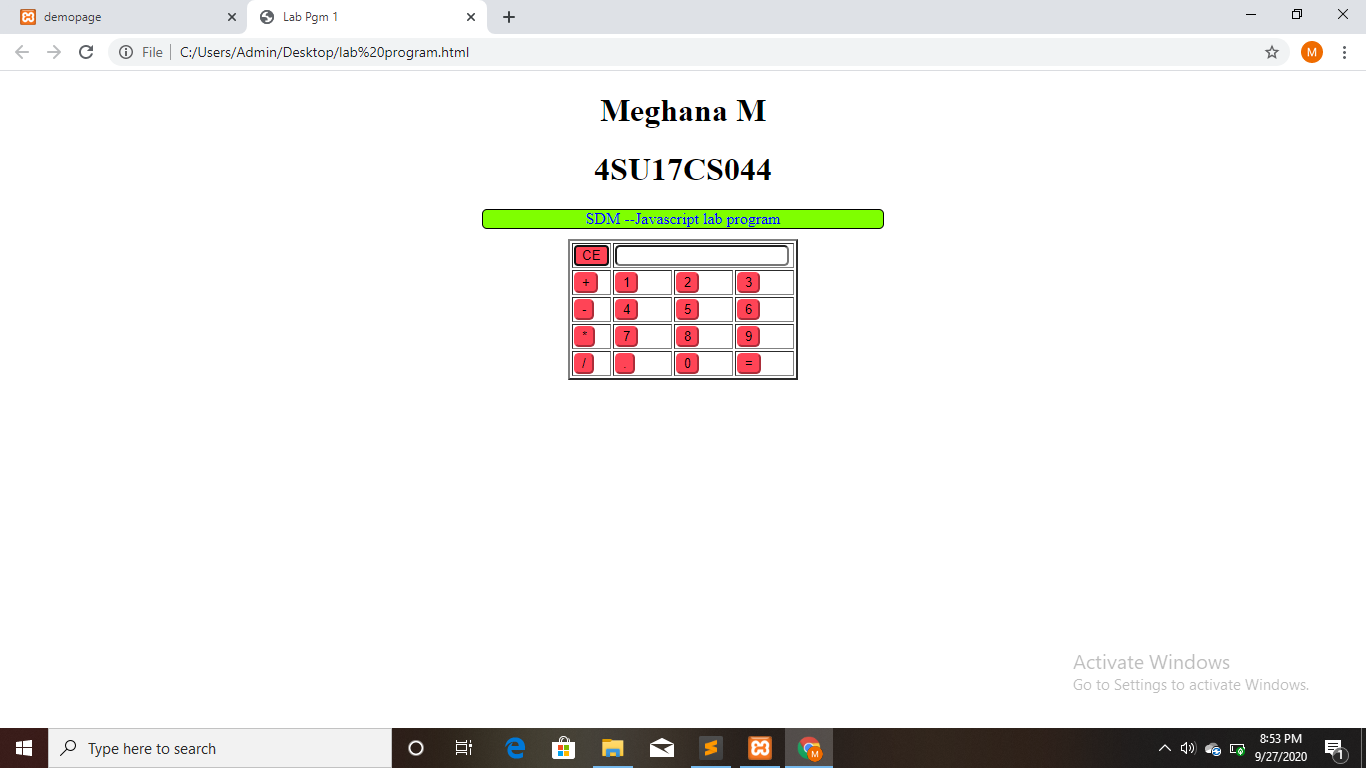 demopage
Lab Pgm 1
File C:/Users/Admin/Desktop/lab%20program.html
M
Meghana M
4SU17CS044
SDM --Javascript lab program
CE
+ 1 2 3
- 4 5 6
* 7 8 9
/ . 0 =
Activate Windows
Go to Settings to activate Windows.
Type here to search
M
8:53 PM
9/27/2020
1